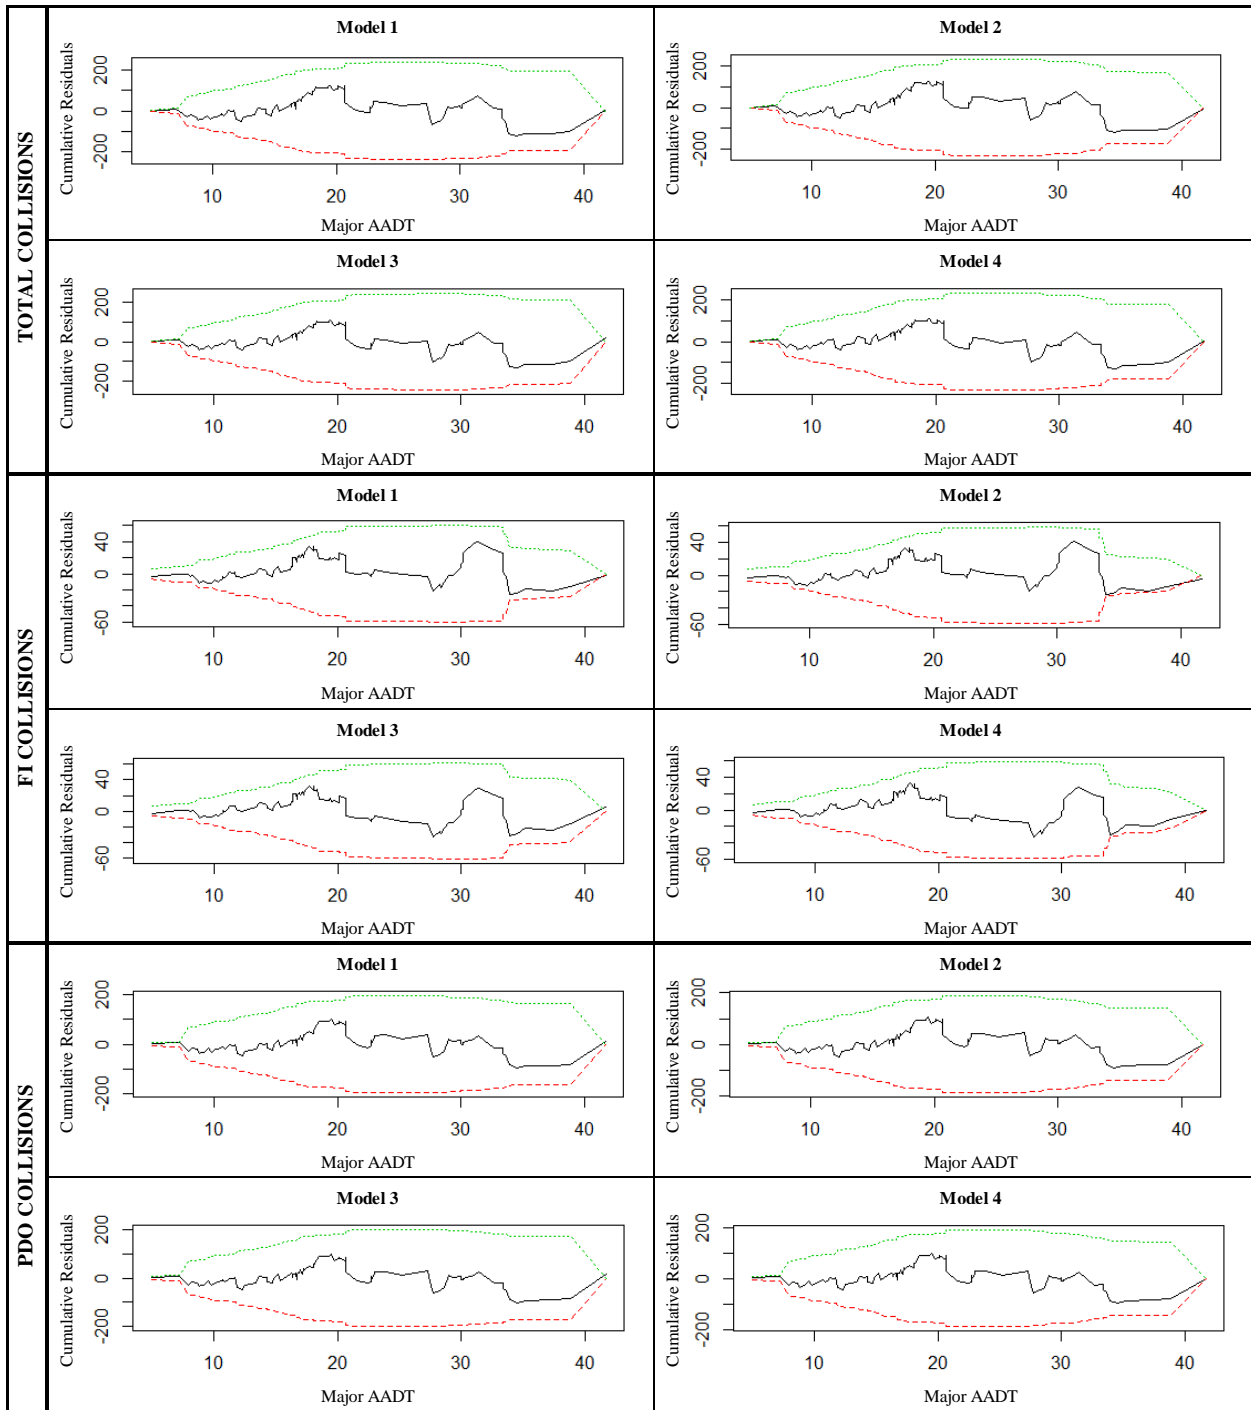 TOTAL COLLISIONS
Model 1
Cumulative Residuals
200
0
-200
10 20 30 40
Major AADT
Model 2
Cumulative Residuals
200
0
-200
10 20 30 40
Major AADT
Model 3
Cumulative Residuals
200
0
-200
10 20 30 40
Major AADT
Model 4
Cumulative Residuals
200
0
-200
10 20 30 40
Major AADT
FI COLLISIONS
Model 1
Cumulative Residuals
40
0
-60
10 20 30 40
Major AADT
Model 2
Cumulative Residuals
40
0
-60
10 20 30 40
Major AADT
Model 3
Cumulative Residuals
40
0
-60
10 20 30 40
Major AADT
Model 4
Cumulative Residuals
40
0
-60
10 20 30 40
Major AADT
PDO COLLISIONS
Model 1
Cumulative Residuals
200
0
-200
10 20 30 40
Major AADT
Model 2
Cumulative Residuals
200
0
-200
10 20 30 40
Major AADT
Model 3
Cumulative Residuals
200
0
-200
10 20 30 40
Major AADT
Model 4
Cumulative Residuals
200
0
-200
10 20 30 40
Major AADT